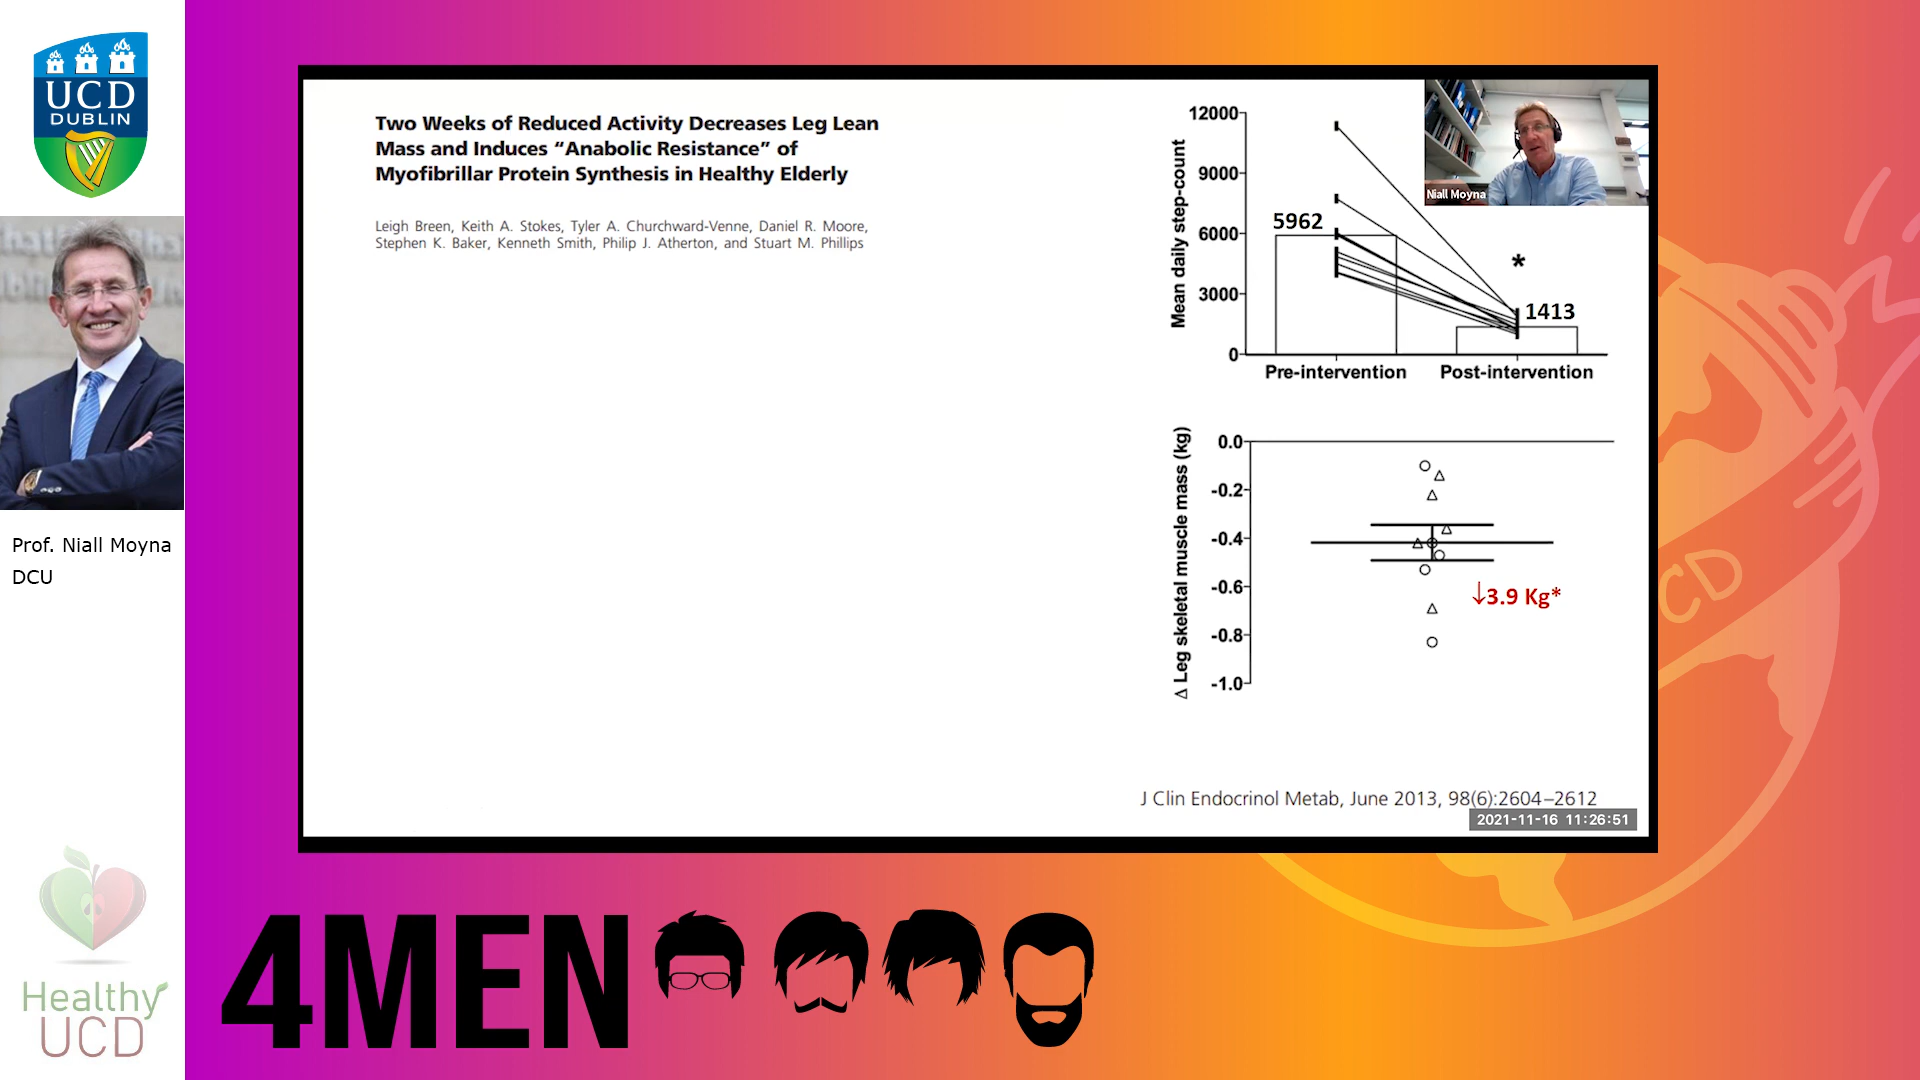 UCD
DUBLIN
Prof. Niall Moyna
DCU
Healthy
UCD
Two Weeks of Reduced Activity Decreases Leg Lean
Mass and Induces “Anabolic Resistance” of
Myofibrillar Protein Synthesis in Healthy Elderly
Leigh Breen, Keith A. Stokes, Tyler A. Churchward-Venne, Daniel R. Moore,
Stephen K. Baker, Kenneth Smith, Philip J. Atherton, and Stuart M. Phillips
Mean daily step-count
12000
9000
6000
3000
0
5962
*
1413
Pre-intervention Post-intervention
Niall Moyna
Δ Leg skeletal muscle mass (kg)
0.0
-0.2
-0.4
-0.6
-0.8
-1.0
↓3.9 Kg*
J Clin Endocrinol Metab, June 2013, 98(6):2604–2612
2021-11-16 11:26:51
4MEN